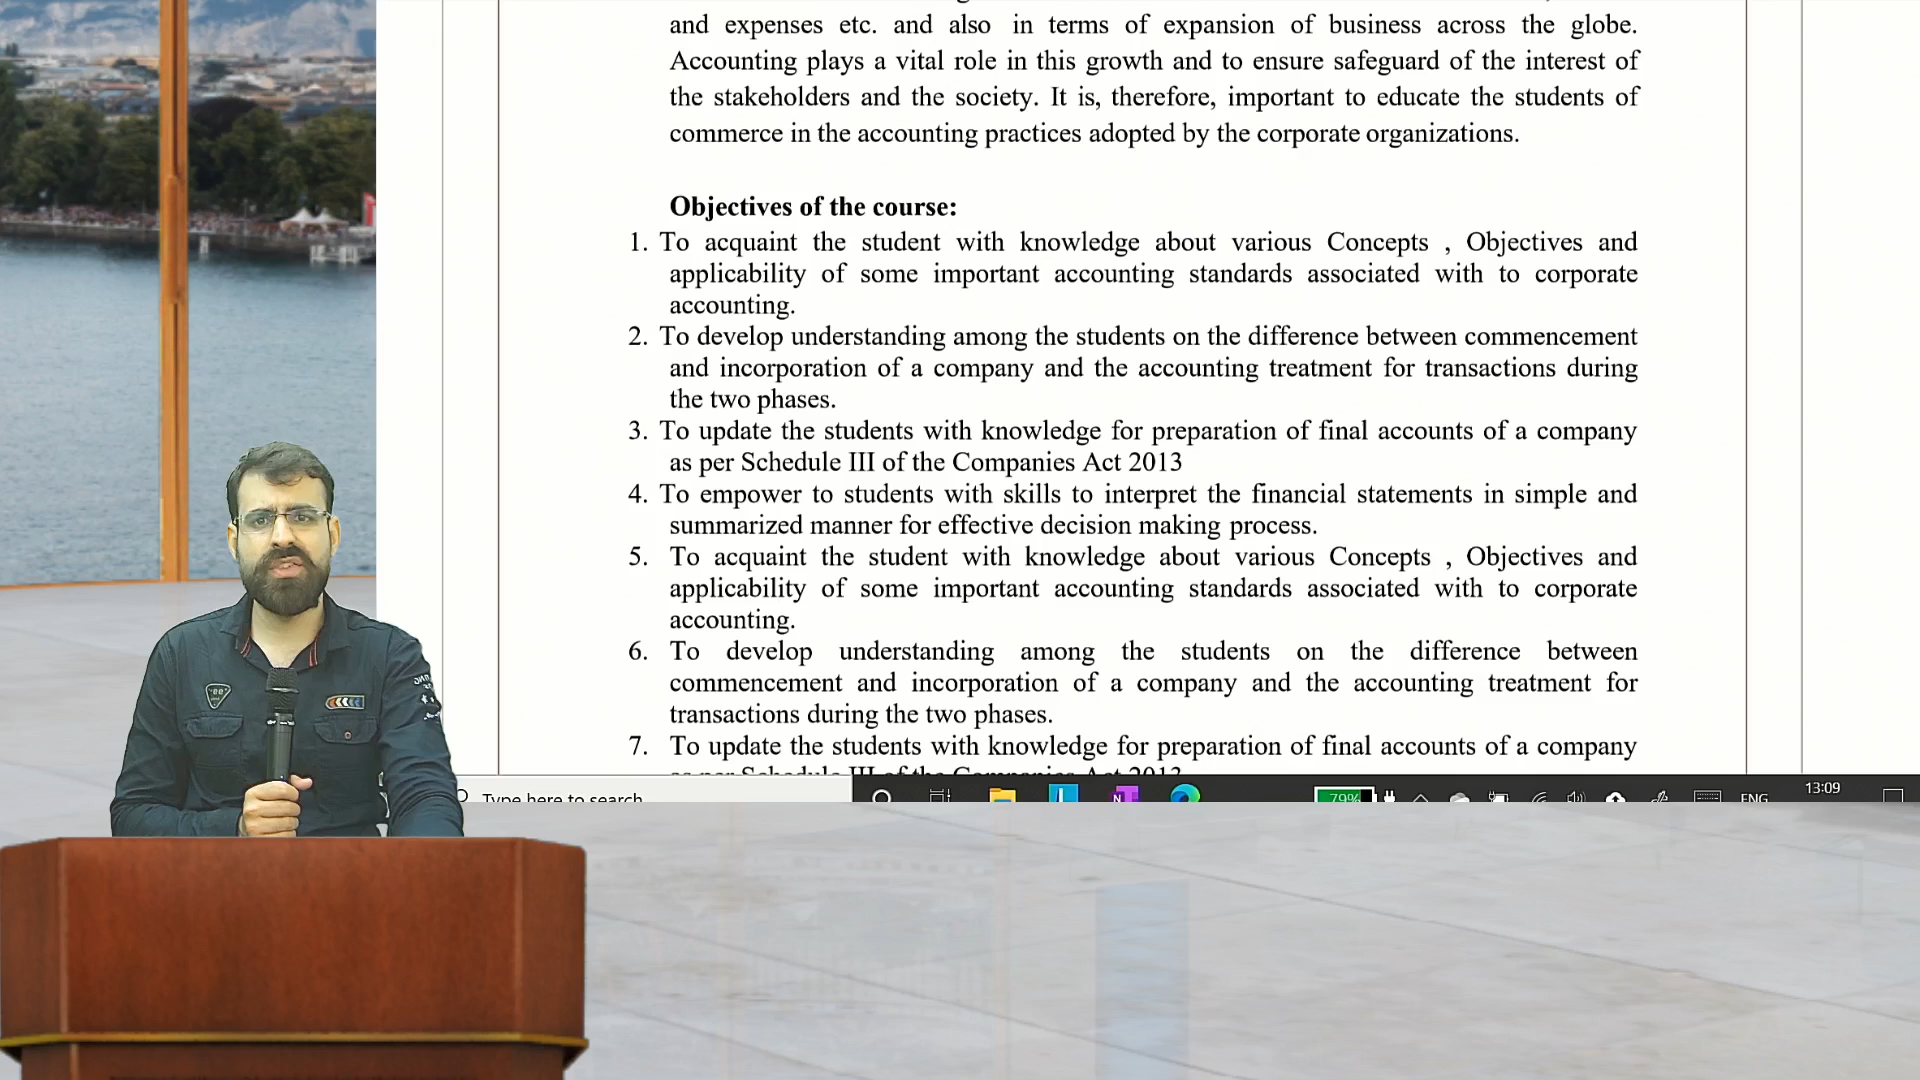 and expenses etc. and also in terms of expansion of business across the globe.
Accounting plays a vital role in this growth and to ensure safeguard of the interest of
the stakeholders and the society. It is, therefore, important to educate the students of
commerce in the accounting practices adopted by the corporate organizations.
Objectives of the course:
1. To acquaint the student with knowledge about various Concepts , Objectives and
applicability of some important accounting standards associated with to corporate
accounting.
2. To develop understanding among the students on the difference between commencement
and incorporation of a company and the accounting treatment for transactions during
the two phases.
3. To update the students with knowledge for preparation of final accounts of a company
as per Schedule III of the Companies Act 2013
4. To empower to students with skills to interpret the financial statements in simple and
summarized manner for effective decision making process.
5. To acquaint the student with knowledge about various Concepts , Objectives and
applicability of some important accounting standards associated with to corporate
accounting.
6. To develop understanding among the students on the difference between
commencement and incorporation of a company and the accounting treatment for
transactions during the two phases.
7. To update the students with knowledge for preparation of final accounts of a company
as per Schedule III of the Companies Act 2013
Type here to search
79%
ENG
13:09